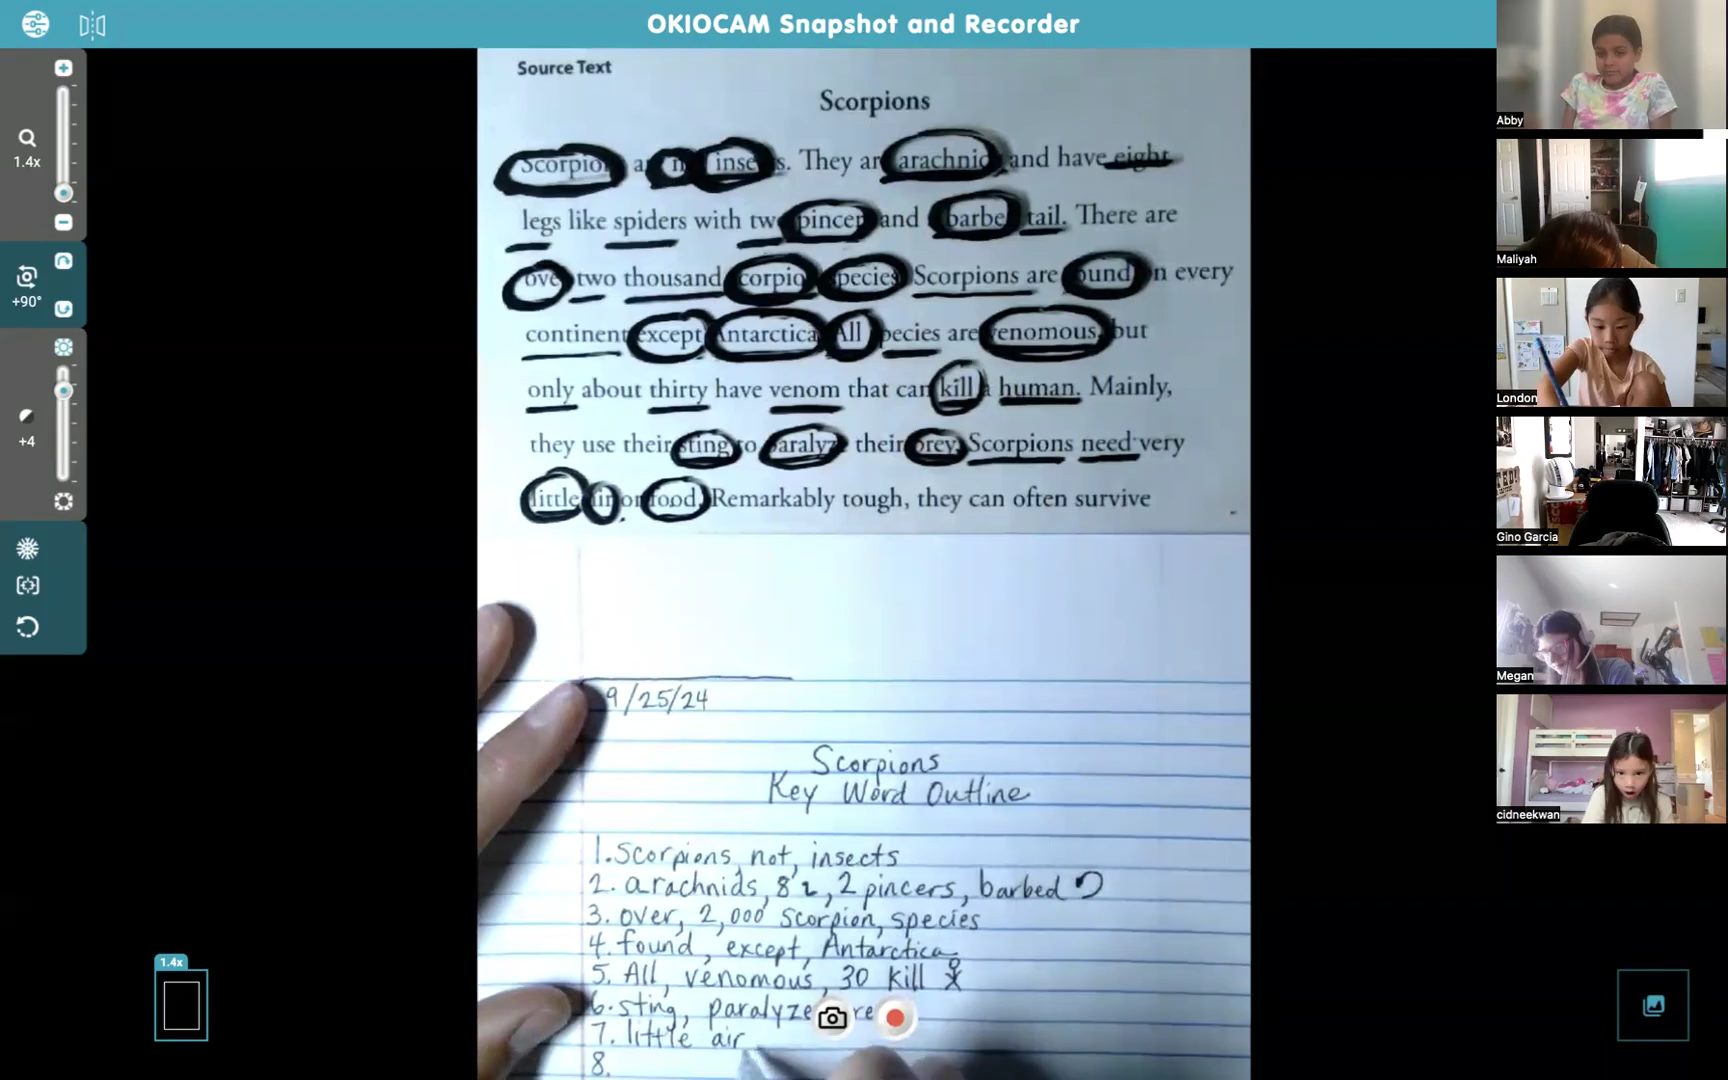 OKIOCAM Snapshot and Recorder
1.4x
+90°
+4
1.4x
Source Text
Scorpions
Scorpions are not insects. They are arachnids and have eight
legs like spiders with two pincers and barbed tail. There are
over two thousand scorpion species. Scorpions are found in every
continent except Antarctica. All species are venomous, but
only about thirty have venom that can kill a human. Mainly,
they use their sting to paralyze their prey. Scorpions need very
little air or food. Remarkably tough, they can often survive
9/25/24
Scorpions
Key Word Outline
1. Scorpions, not, insects
2. arachnids, 8, 2 pincers, barbed
3. over, 2,000 scorpion, species
4. found, except, Antarctica
5. All, venomous, 30 kill
6. sting, paralyze
7. little air
8.
Abby
Maliyah
London
Gino Garcia
Megan
cidneekwan